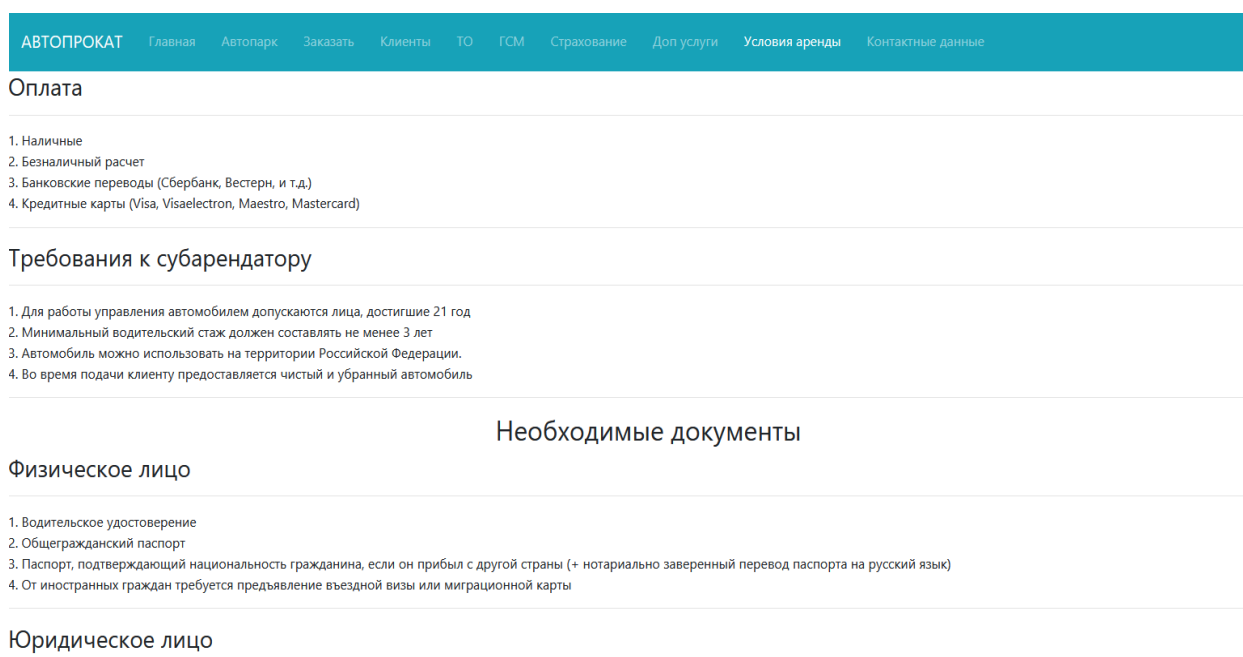 АВТОПРОКАТ Главная Автопарк Заказать Клиенты ТО ГСМ Страхование Доп услуги Условия аренды Контактные данные
Оплата
1. Наличные
2. Безналичный расчет
3. Банковские переводы (Сбербанк, Вестерн, и т.д.)
4. Кредитные карты (Visa, Visaelectron, Maestro, Mastercard)
Требования к субарендатору
1. Для работы управления автомобилем допускаются лица, достигшие 21 год
2. Минимальный водительский стаж должен составлять не менее 3 лет
3. Автомобиль можно использовать на территории Российской Федерации.
4. Во время подачи клиенту предоставляется чистый и убранный автомобиль
Необходимые документы
Физическое лицо
1. Водительское удостоверение
2. Общегражданский паспорт
3. Паспорт, подтверждающий национальность гражданина, если он прибыл с другой страны (+ нотариально заверенный перевод паспорта на русский язык)
4. От иностранных граждан требуется предъявление въездной визы или миграционной карты
Юридическое лицо